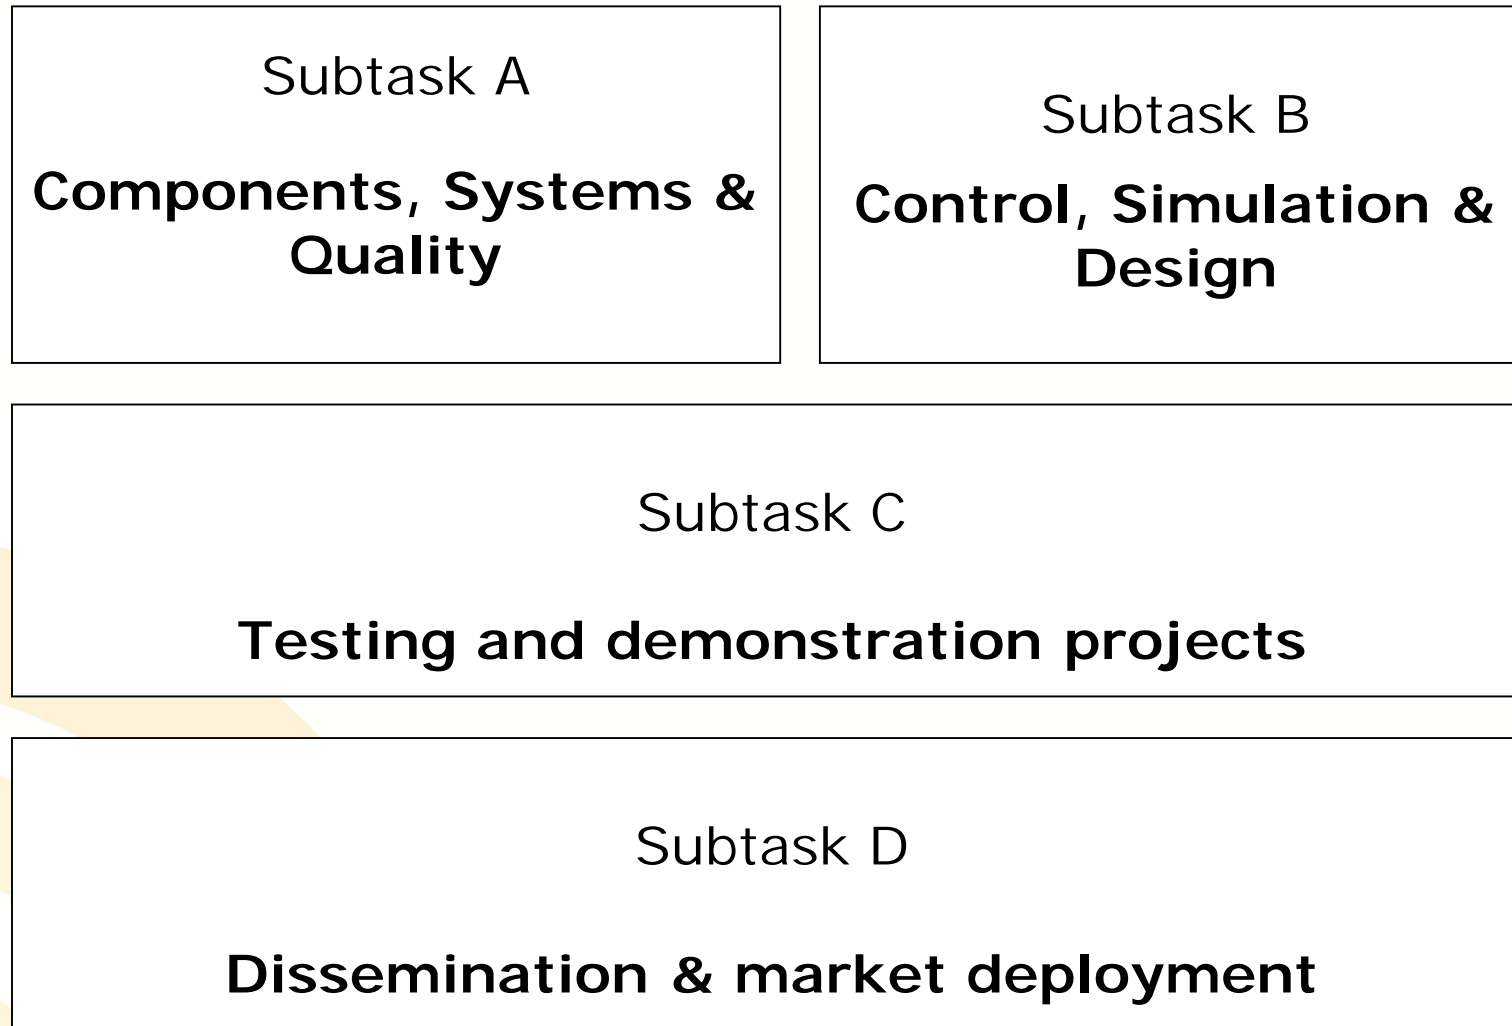 Subtask A
Components, Systems &
Quality
Subtask B
Control, Simulation &
Design
Subtask C
Testing and demonstration projects
Subtask D
Dissemination & market deployment